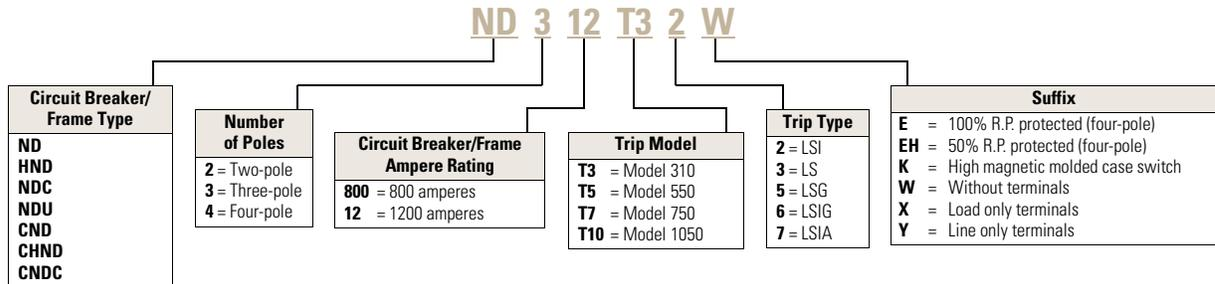 ND 3 12 T3 2 W
Circuit Breaker/
Frame Type
ND
HND
NDC
NDU
CND
CHND
CNDC
Number
of Poles
2 = Two-pole
3 = Three-pole
4 = Four-pole
Circuit Breaker/Frame
Ampere Rating
800 = 800 amperes
12 = 1200 amperes
Trip Model
T3 = Model 310
T5 = Model 550
T7 = Model 750
T10 = Model 1050
Trip Type
2 = LSI
3 = LS
5 = LSG
6 = LSIG
7 = LSIA
Suffix
E = 100% R.P. protected (four-pole)
EH = 50% R.P. protected (four-pole)
K = High magnetic molded case switch
W = Without terminals
X = Load only terminals
Y = Line only terminals